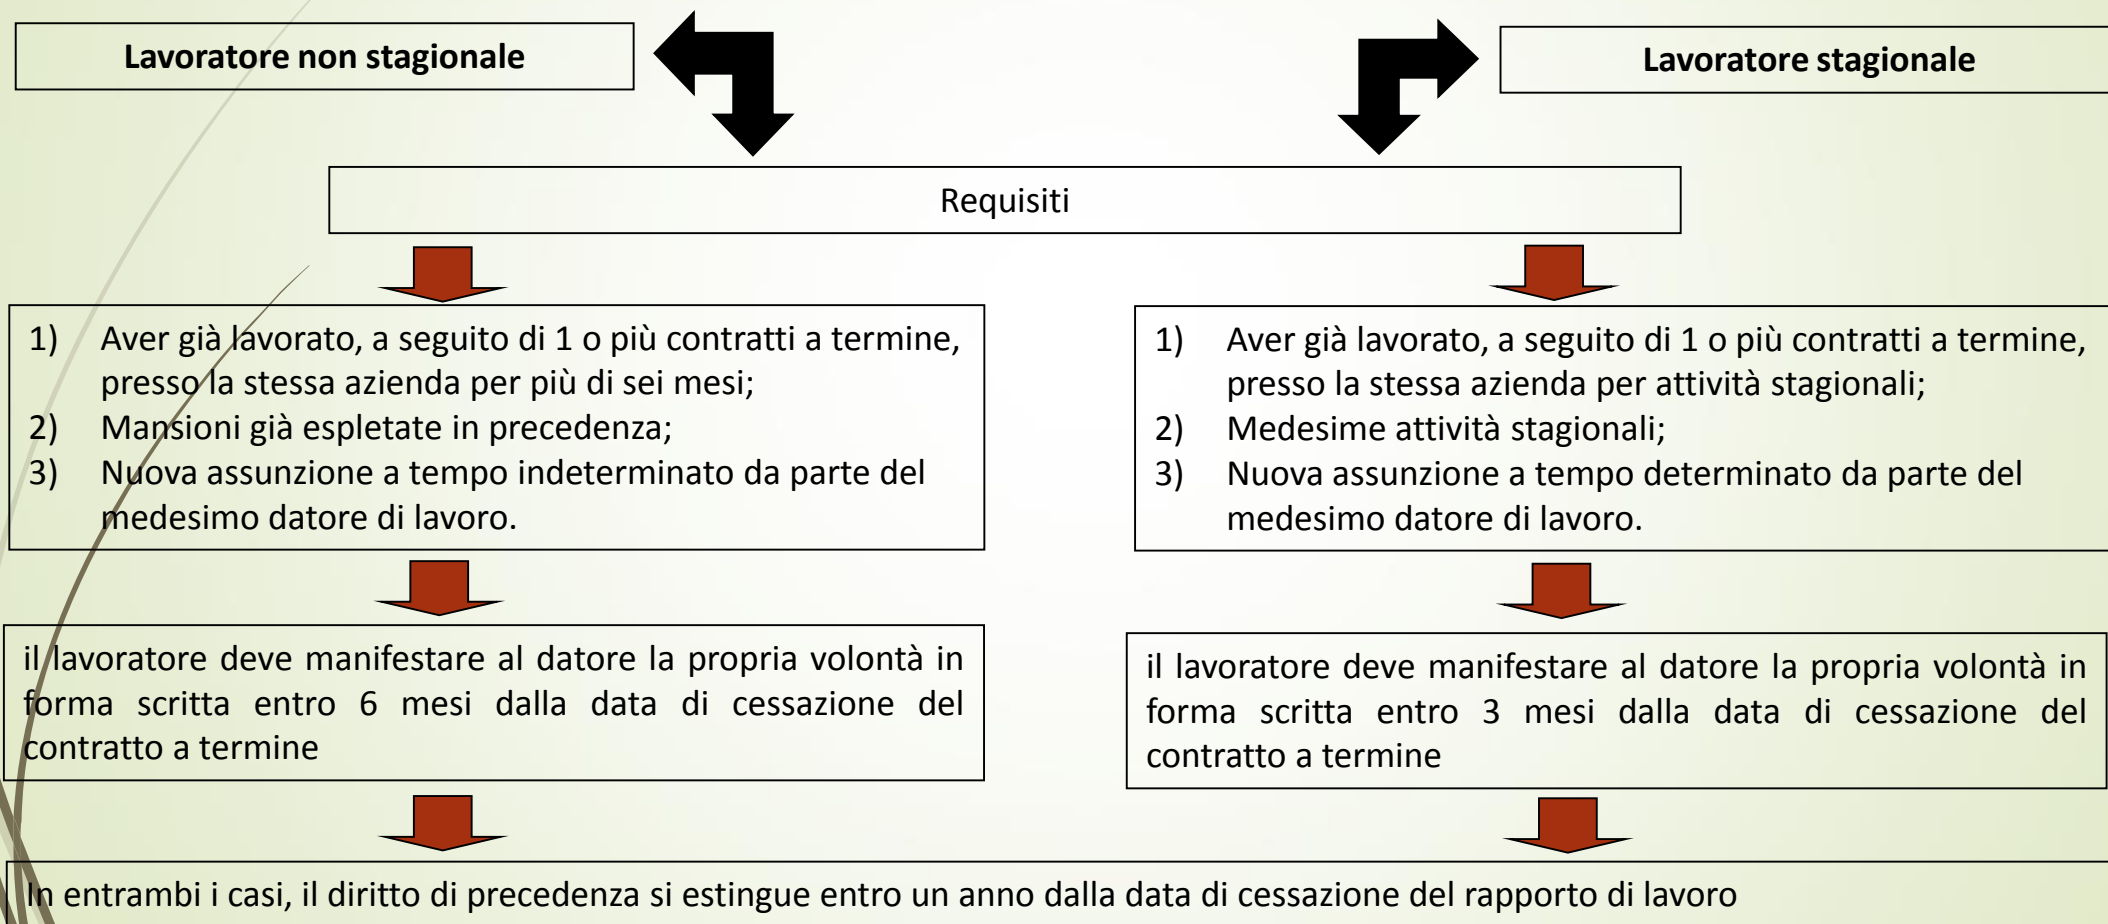 Lavoratore non stagionale
Lavoratore stagionale
Requisiti
1) Aver già lavorato, a seguito di 1 o più contratti a termine,
presso la stessa azienda per più di sei mesi;
2) Mansioni già espletate in precedenza;
3) Nuova assunzione a tempo indeterminato da parte del
medesimo datore di lavoro.
1) Aver già lavorato, a seguito di 1 o più contratti a termine,
presso la stessa azienda per attività stagionali;
2) Medesime attività stagionali;
3) Nuova assunzione a tempo determinato da parte del
medesimo datore di lavoro.
il lavoratore deve manifestare al datore la propria volontà in
forma scritta entro 6 mesi dalla data di cessazione del
contratto a termine
il lavoratore deve manifestare al datore la propria volontà in
forma scritta entro 3 mesi dalla data di cessazione del
contratto a termine
In entrambi i casi, il diritto di precedenza si estingue entro un anno dalla data di cessazione del rapporto di lavoro